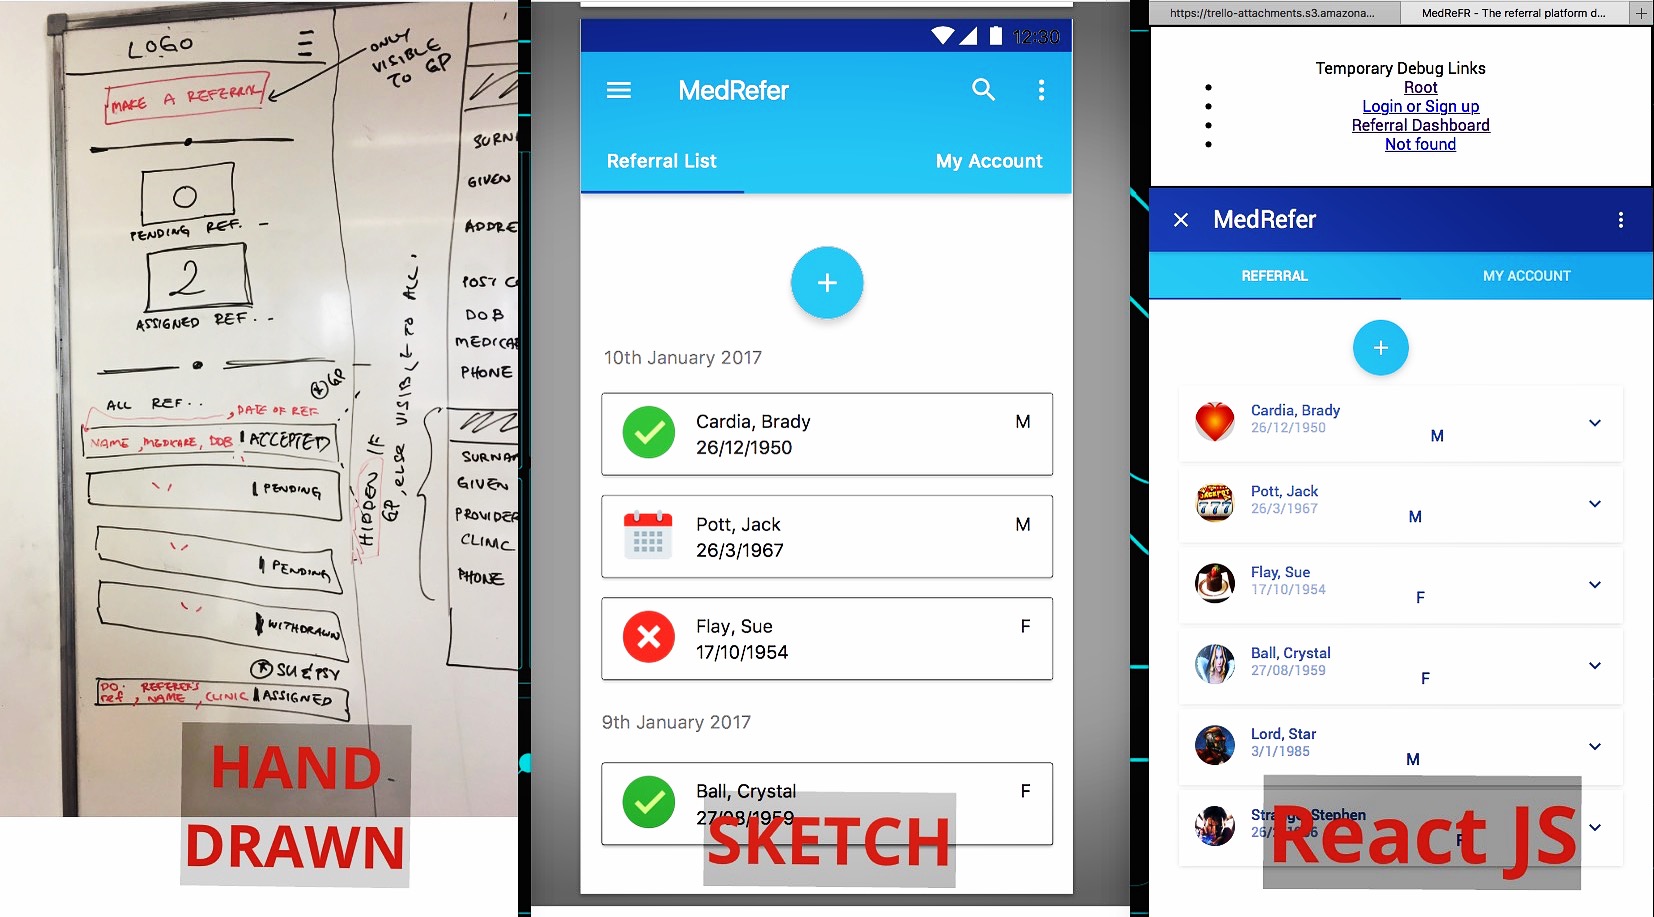 LOGO
ONLY
VISIBLE
TO GP
MAKE A REFERRAL
0
PENDING REF. -
2
ASSIGNED REF. --
GP
ALL REF..
, DATE OF REF
NAME, MEDICARE, DOB
ACCEPTED
PENDING
PENDING
WITHDRAWN
SU & PSY
DO. REFERER'S
ref, NAME, CLINIC
ASSIGNED
HIDDEN IF
GP, else VISIBLE TO ALL.
SURN
GIVEN
ADDRE
POST C
DOB
MEDICAR
PHONE
SURNAM
GIVEN
PROVIDER
CLINIC
PHONE
HAND
DRAWN
12:30
MedRefer
Referral List
My Account
+
10th January 2017
Cardia, Brady
M
26/12/1950
Pott, Jack
M
26/3/1967
Flay, Sue
F
17/10/1954
9th January 2017
Ball, Crystal
F
27/08/1959
SKETCH
https://trello-attachments.s3.amazona...
MedReFR - The referral platform d...
Temporary Debug Links
Root
Login or Sign up
Referral Dashboard
Not found
MedRefer
REFERRAL
MY ACCOUNT
+
Cardia, Brady
26/12/1950
M
Pott, Jack
26/3/1967
M
Flay, Sue
17/10/1954
F
Ball, Crystal
27/08/1959
F
Lord, Star
3/1/1985
M
Stephen
React JS